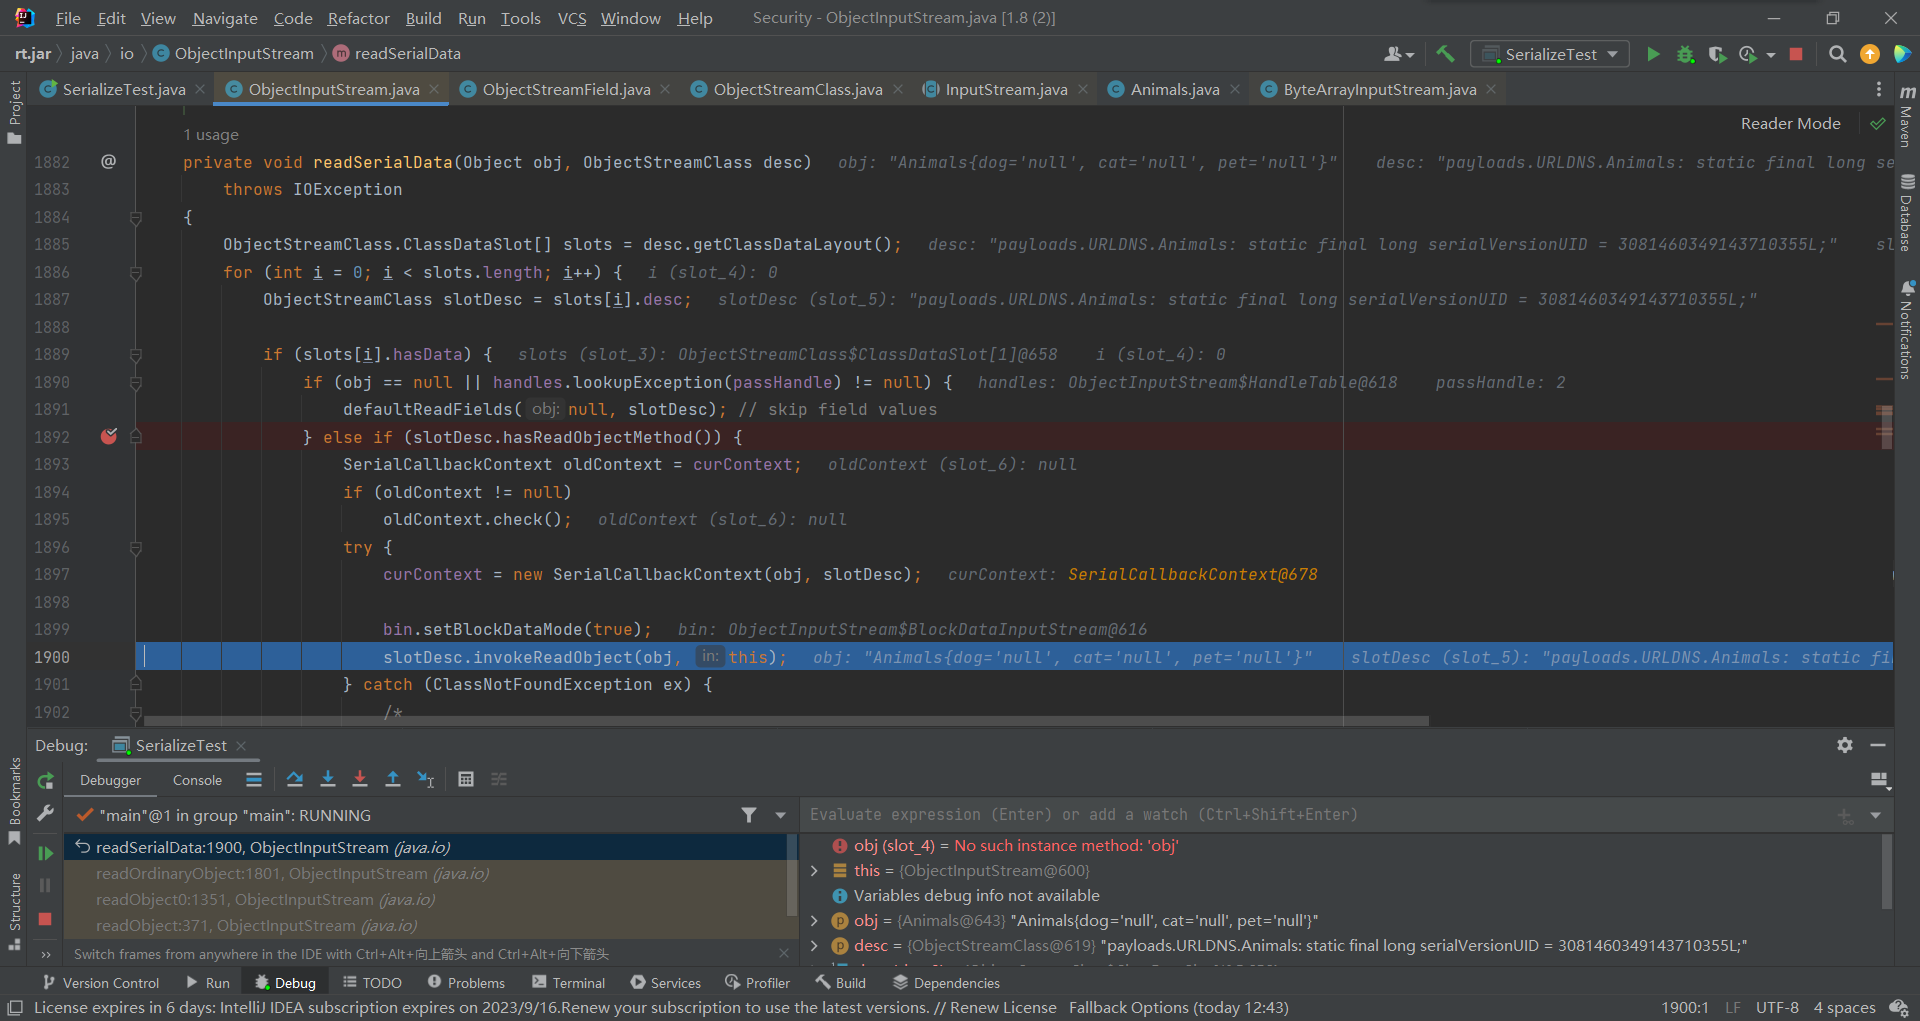 File Edit View Navigate Code Refactor Build Run Tools VCS Window Help Security - ObjectInputStream.java [1.8 (2)]
rt.jar java io ObjectInputStream readSerialData SerializeTest
SerializeTest.java ObjectInputStream.java ObjectStreamField.java ObjectStreamClass.java InputStream.java Animals.java ByteArrayInputStream.java
Project
Maven
Database
Notifications
Reader Mode
1 usage
1882 @ private void readSerialData(Object obj, ObjectStreamClass desc) obj: "Animals{dog='null', cat='null', pet='null'}" desc: "payloads.URLDNS.Animals: static final long se
1883 throws IOException
1884 {
1885 ObjectStreamClass.ClassDataSlot[] slots = desc.getClassDataLayout(); desc: "payloads.URLDNS.Animals: static final long serialVersionUID = 3081460349143710355L;" sl
1886 for (int i = 0; i < slots.length; i++) { i (slot_4): 0
1887 ObjectStreamClass slotDesc = slots[i].desc; slotDesc (slot_5): "payloads.URLDNS.Animals: static final long serialVersionUID = 3081460349143710355L;"
1888
1889 if (slots[i].hasData) { slots (slot_3): ObjectStreamClass$ClassDataSlot[1]@658 i (slot_4): 0
1890 if (obj == null || handles.lookupException(passHandle) != null) { handles: ObjectInputStream$HandleTable@618 passHandle: 2
1891 defaultReadFields( obj: null, slotDesc); // skip field values
1892 } else if (slotDesc.hasReadObjectMethod()) {
1893 SerialCallbackContext oldContext = curContext; oldContext (slot_6): null
1894 if (oldContext != null)
1895 oldContext.check(); oldContext (slot_6): null
1896 try {
1897 curContext = new SerialCallbackContext(obj, slotDesc); curContext: SerialCallbackContext@678
1898
1899 bin.setBlockDataMode(true); bin: ObjectInputStream$BlockDataInputStream@616
1900 slotDesc.invokeReadObject(obj, in: this); obj: "Animals{dog='null', cat='null', pet='null'}" slotDesc (slot_5): "payloads.URLDNS.Animals: static fi
1901 } catch (ClassNotFoundException ex) {
1902 /*
Debug: SerializeTest
Debugger Console
Bookmarks
Structure
"main"@1 in group "main": RUNNING
readSerialData:1900, ObjectInputStream (java.io)
readOrdinaryObject:1801, ObjectInputStream (java.io)
readObject0:1351, ObjectInputStream (java.io)
readObject:371, ObjectInputStream (java.io)
Switch frames from anywhere in the IDE with Ctrl+Alt+向上箭头 and Ctrl+Alt+向下箭头
Evaluate expression (Enter) or add a watch (Ctrl+Shift+Enter)
obj (slot_4) = No such instance method: 'obj'
this = {ObjectInputStream@600}
Variables debug info not available
obj = {Animals@643} "Animals{dog='null', cat='null', pet='null'}"
desc = {ObjectStreamClass@619} "payloads.URLDNS.Animals: static final long serialVersionUID = 3081460349143710355L;"
Version Control Run Debug TODO Problems Terminal Services Profiler Build Dependencies
License expires in 6 days: IntelliJ IDEA subscription expires on 2023/9/16.Renew your subscription to use the latest versions. // Renew License Fallback Options (today 12:43) 1900:1 LF UTF-8 4 spaces